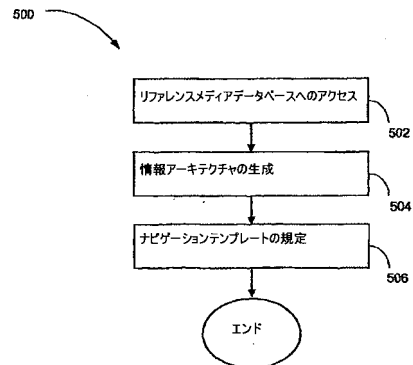 500
リファレンスメディアデータベースへのアクセス
502
情報アーキテクチャの生成
504
ナビゲーションテンプレートの規定
506
エンド